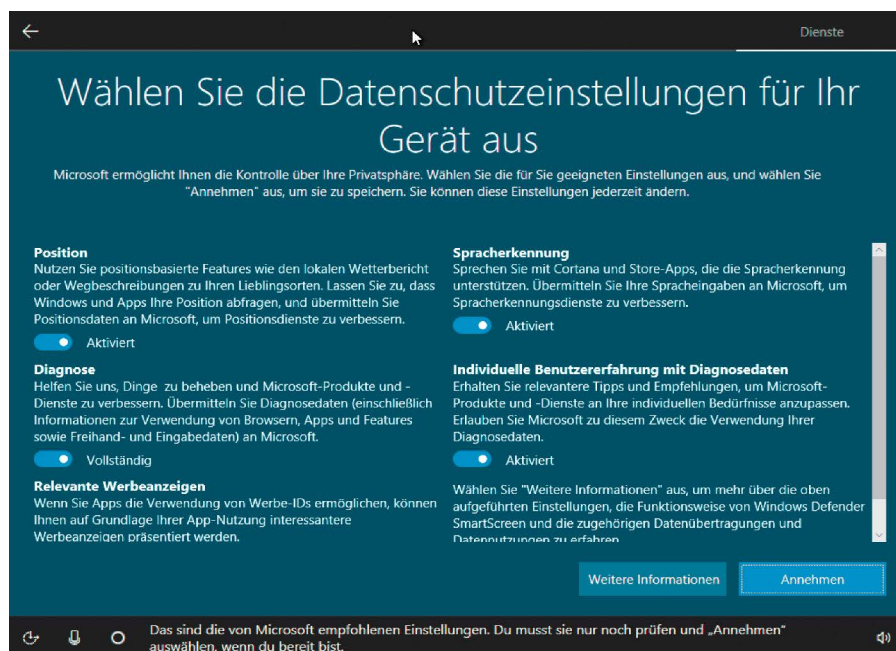 Dienste
Wählen Sie die Datenschutzeinstellungen für Ihr
Gerät aus
Microsoft ermöglicht Ihnen die Kontrolle über Ihre Privatsphäre. Wählen Sie die für Sie geeigneten Einstellungen aus, und wählen Sie
"Annehmen" aus, um sie zu speichern. Sie können diese Einstellungen jederzeit ändern.
Position
Nutzen Sie positionsbasierte Features wie den lokalen Wetterbericht
oder Wegbeschreibungen zu Ihren Lieblingsorten. Lassen Sie zu, dass
Windows und Apps Ihre Position abfragen, und übermitteln Sie
Positionsdaten an Microsoft, um Positionsdienste zu verbessern.
Aktiviert
Diagnose
Helfen Sie uns, Dinge zu beheben und Microsoft-Produkte und -
Dienste zu verbessern. Übermitteln Sie Diagnosedaten (einschließlich
Informationen zur Verwendung von Browsern, Apps und Features
sowie Freihand- und Eingabedaten) an Microsoft.
Vollständig
Relevante Werbeanzeigen
Wenn Sie Apps die Verwendung von Werbe-IDs ermöglichen, können
Ihnen auf Grundlage Ihrer App-Nutzung interessantere
Werbeanzeigen präsentiert werden.
Spracherkennung
Sprechen Sie mit Cortana und Store-Apps, die die Spracherkennung
unterstützen. Übermitteln Sie Ihre Spracheingaben an Microsoft, um
Spracherkennungsdienste zu verbessern.
Aktiviert
Individuelle Benutzererfahrung mit Diagnosedaten
Erhalten Sie relevantere Tipps und Empfehlungen, um Microsoft-
Produkte und -Dienste an Ihre individuellen Bedürfnisse anzupassen.
Erlauben Sie Microsoft zu diesem Zweck die Verwendung Ihrer
Diagnosedaten.
Aktiviert
Wählen Sie "Weitere Informationen" aus, um mehr über die oben
aufgeführten Einstellungen, die Funktionsweise von Windows Defender
SmartScreen und die zugehörigen Datenübertragungen und
Datennutzungen zu erfahren.
Weitere Informationen
Annehmen
Das sind die von Microsoft empfohlenen Einstellungen. Du musst sie nur noch prüfen und „Annehmen“
auswählen, wenn du bereit bist.